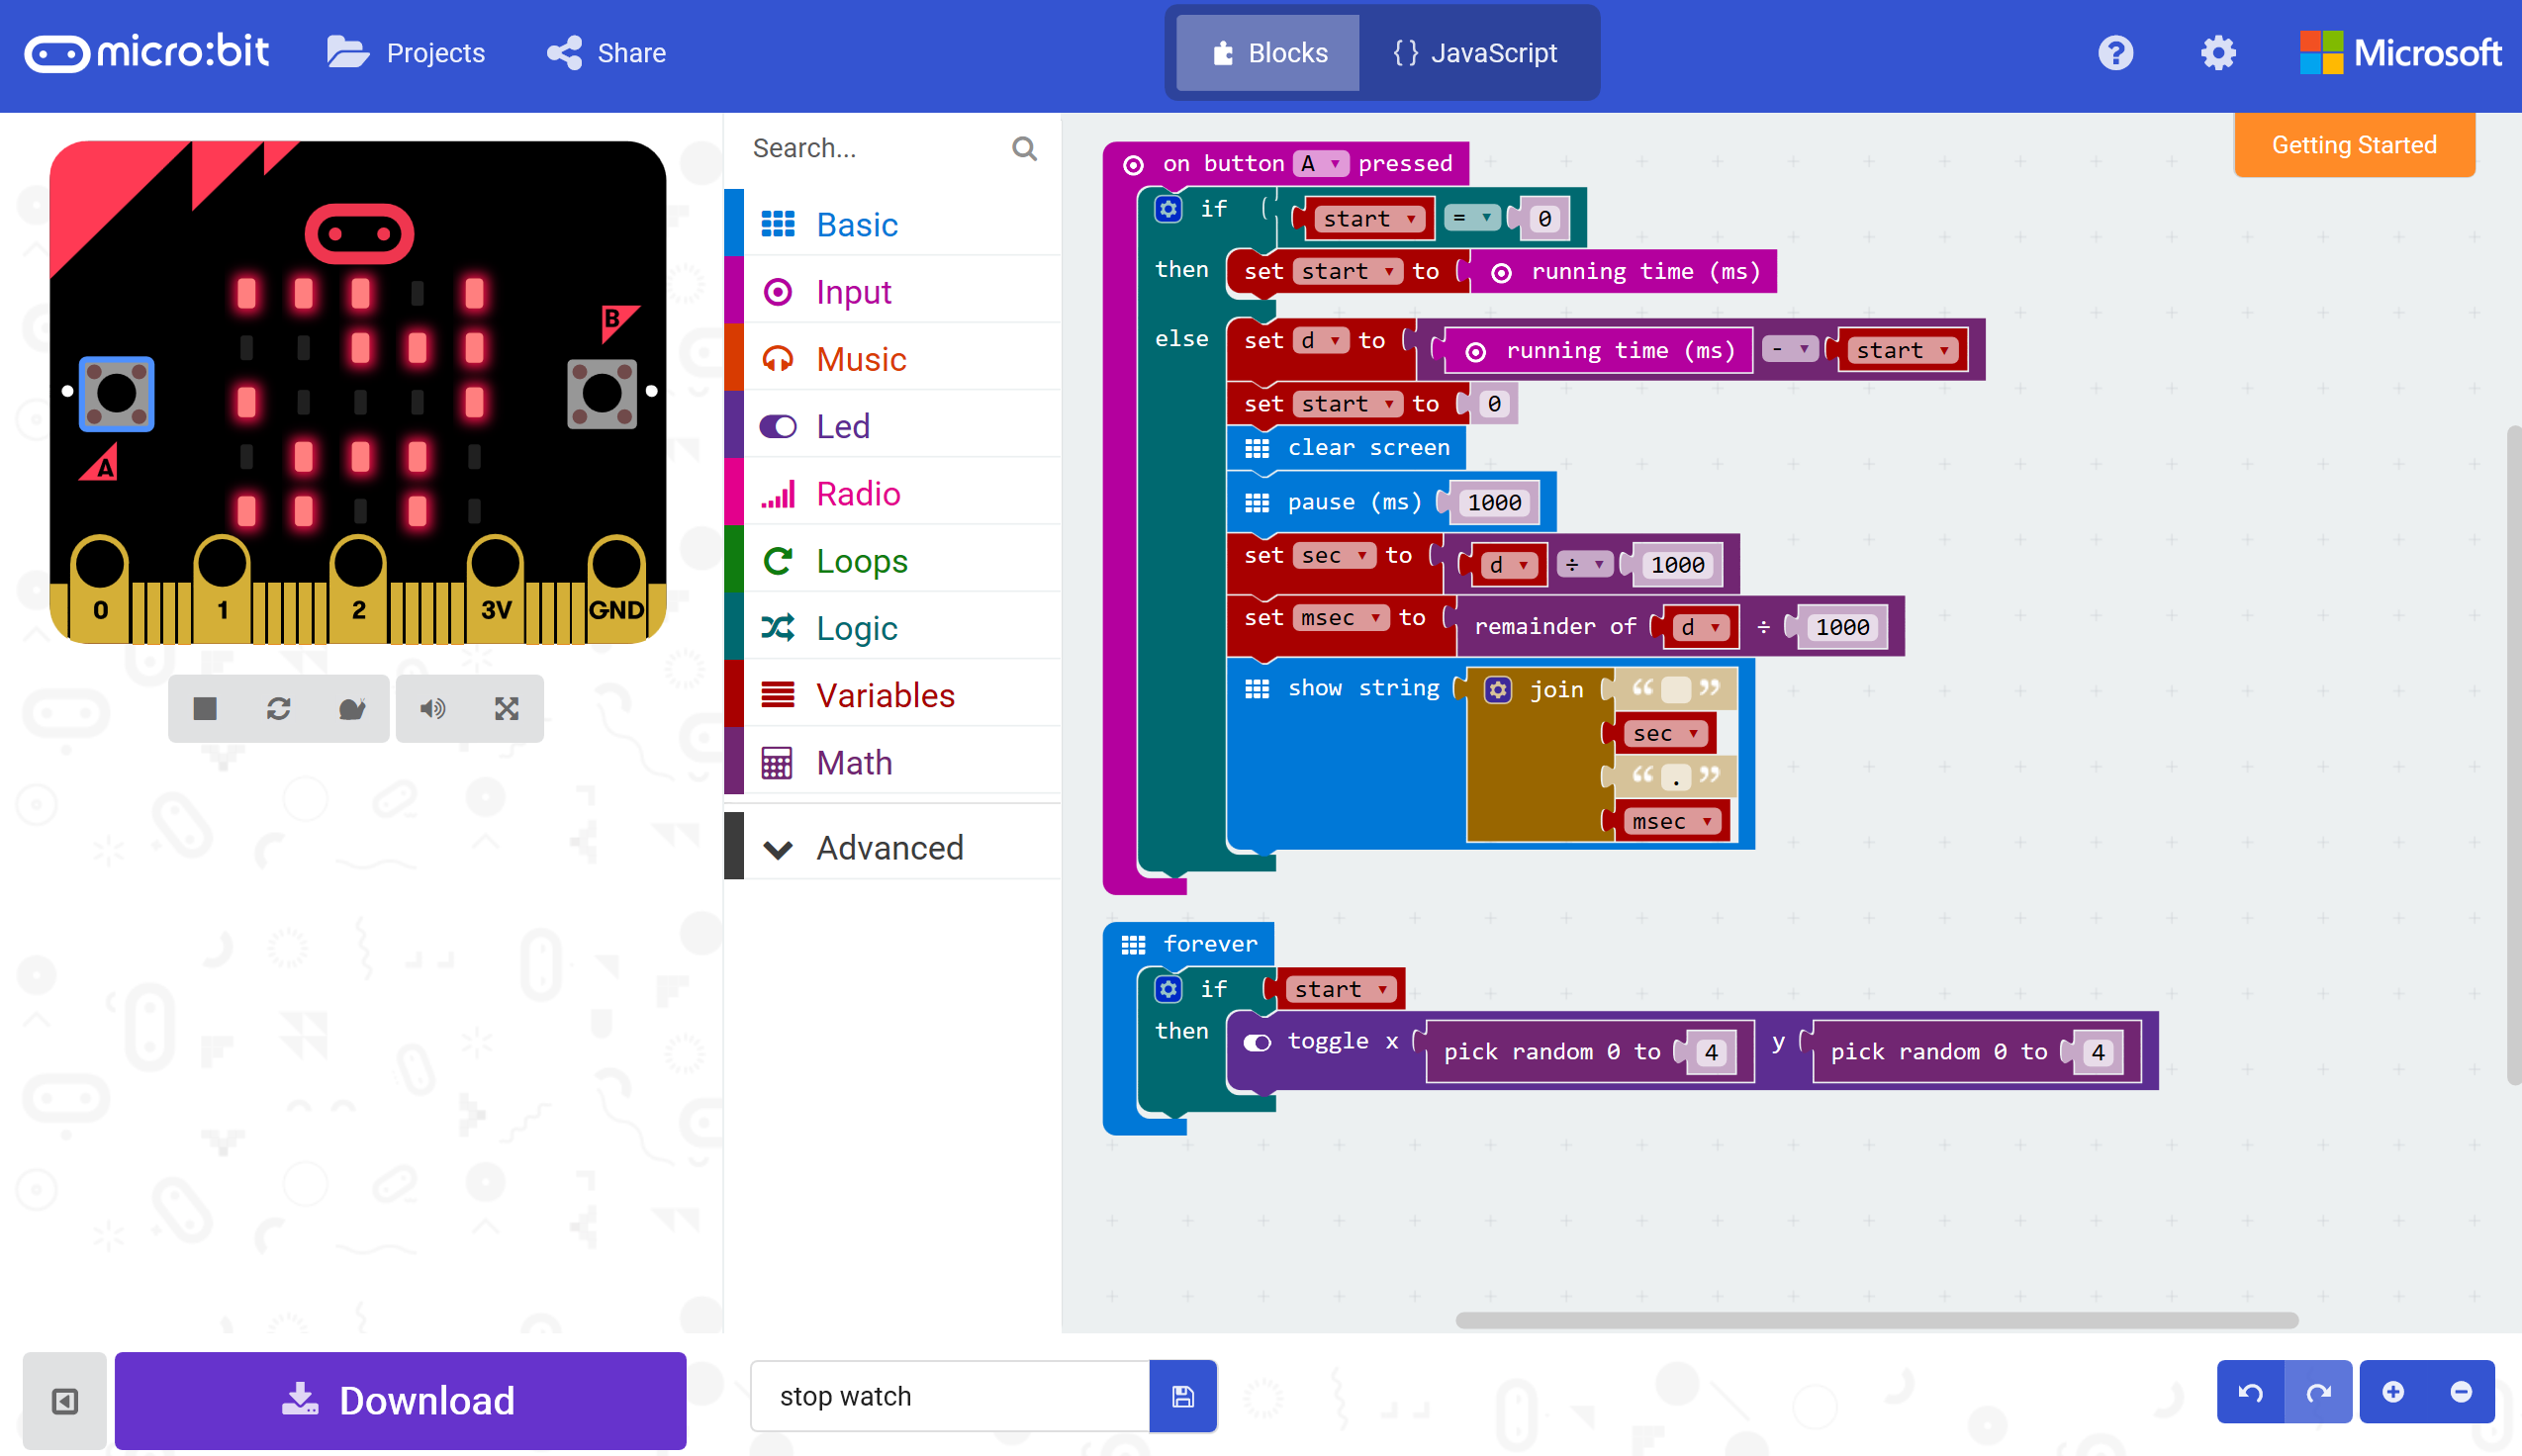 micro:bit Projects Share Blocks {} JavaScript ? Microsoft
Getting Started
B
A
0 1 2 3V GND
Search...
Basic
Input
Music
Led
Radio
Loops
Logic
Variables
Math
Advanced
on button A pressed
if start = 0
then set start to running time (ms)
else set d to running time (ms) - start
set start to 0
clear screen
pause (ms) 1000
set sec to d ÷ 1000
set msec to remainder of d ÷ 1000
show string join “ ”
sec
“ . ”
msec
forever
if start
then toggle x pick random 0 to 4 y pick random 0 to 4
Download
stop watch